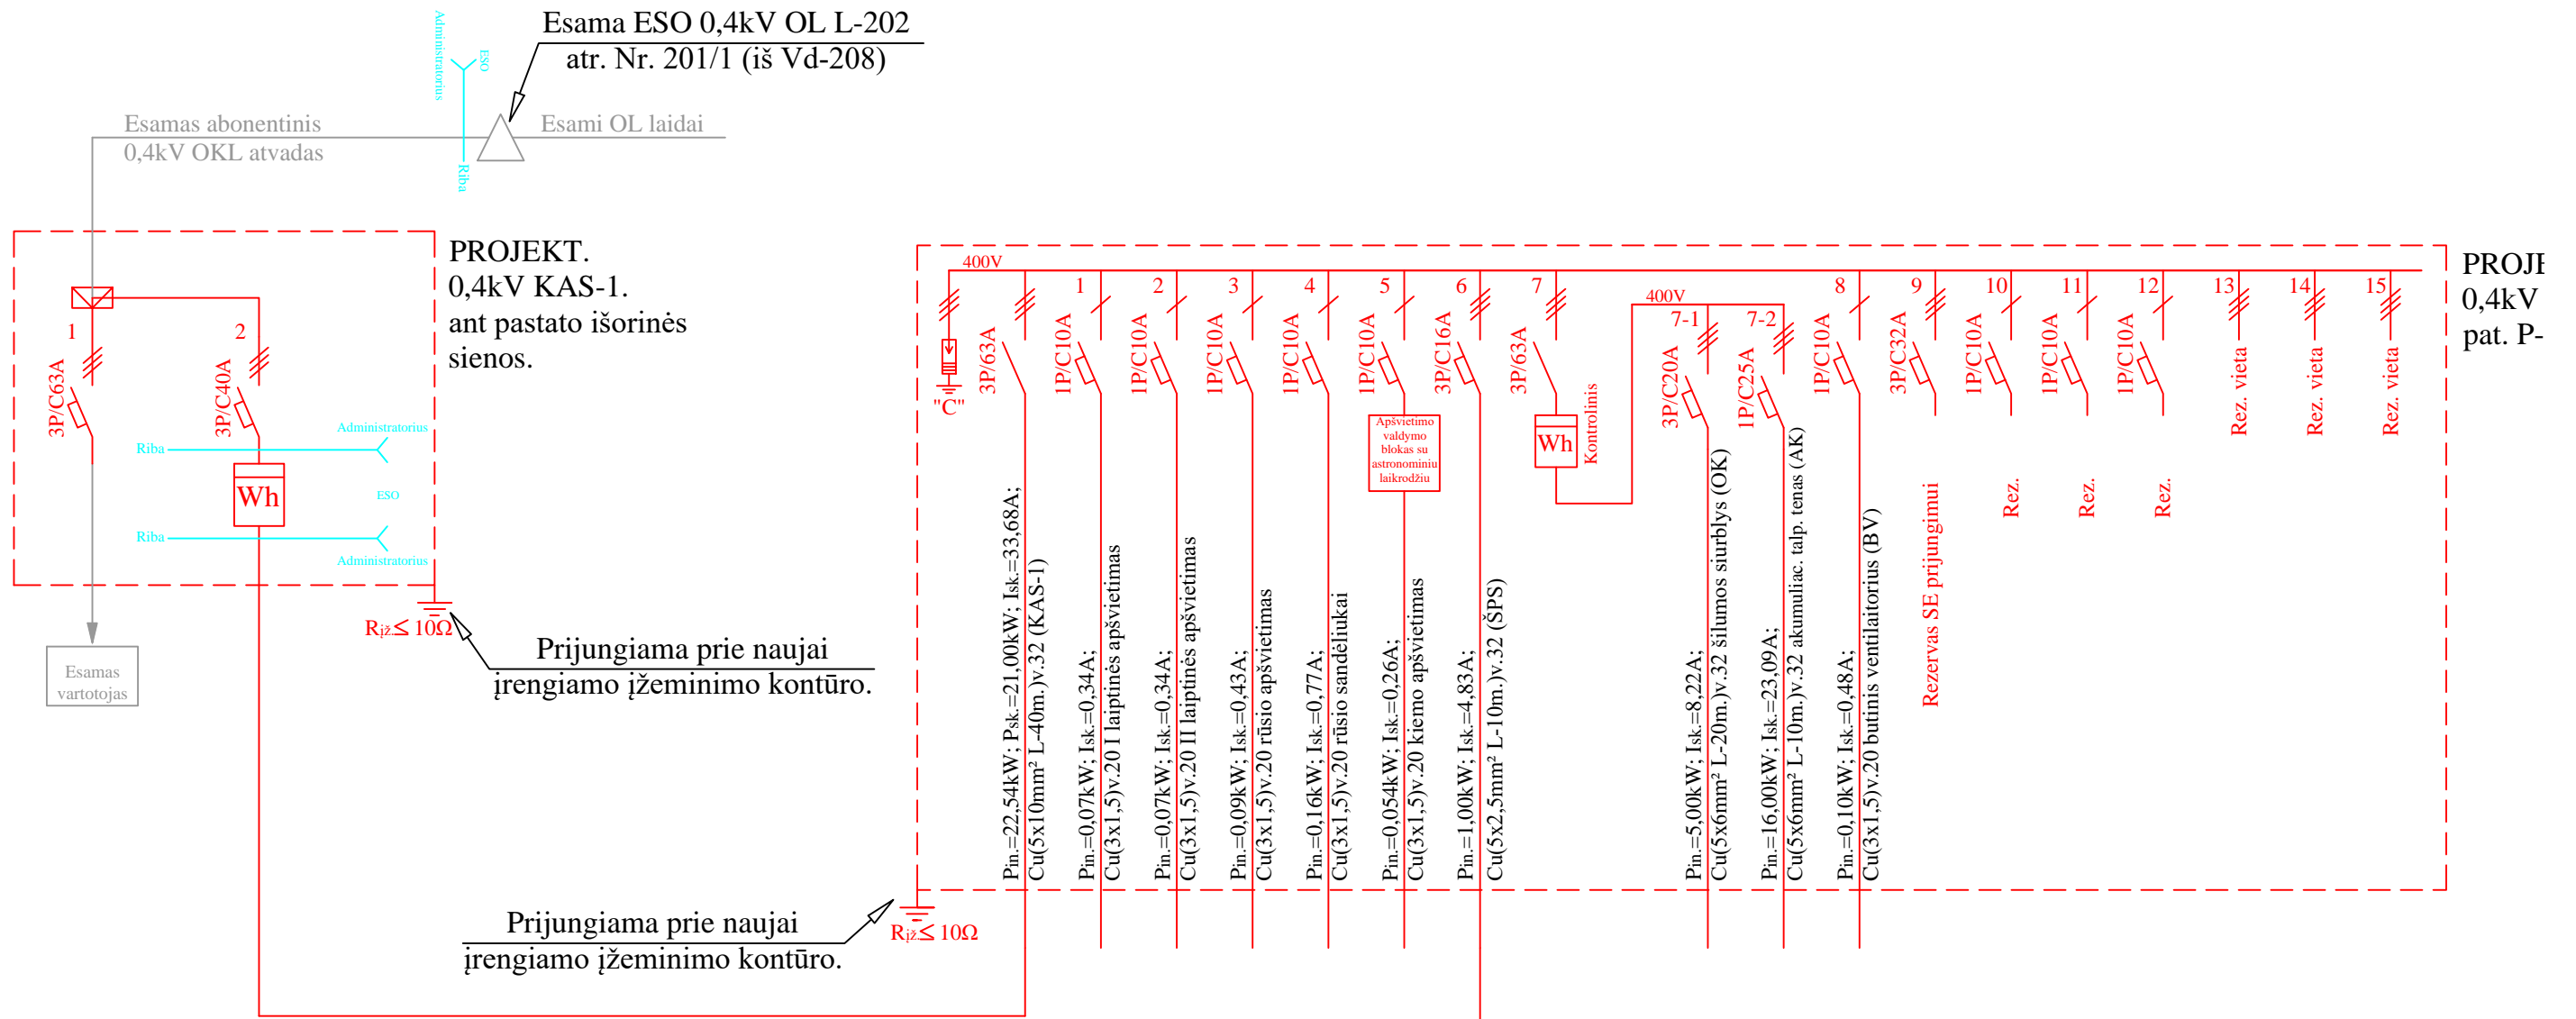 Esama ESO 0,4kV OL L-202
atr. Nr. 201/1 (iš Vd-208)
Administratorius
ESO
Riba
Esamas abonentinis
0,4kV OKL atvadas
Esami OL laidai
PROJEKT.
0,4kV KAS-1.
ant pastato išorinės
sienos.
1
2
3P/C63A
3P/C40A
Riba
Administratorius
Wh
ESO
Riba
Administratorius
Rįž.≤ 10Ω
Esamas
vartotojas
Prijungiama prie naujai
įrengiamo įžeminimo kontūro.
PROJE
0,4kV
pat. P-
400V
"C"
3P/63A
Pin.=22,54kW; Psk.=21,00kW; Isk.=33,68A;
Cu(5x10mm² L-40m.)v.32 (KAS-1)
1
1P/C10A
Pin.=0,07kW; Isk.=0,34A;
Cu(3x1,5)v.20 I laiptinės apšvietimas
2
1P/C10A
Pin.=0,07kW; Isk.=0,34A;
Cu(3x1,5)v.20 II laiptinės apšvietimas
3
1P/C10A
Pin.=0,09kW; Isk.=0,43A;
Cu(3x1,5)v.20 rūsio apšvietimas
4
1P/C10A
Pin.=0,16kW; Isk.=0,77A;
Cu(3x1,5)v.20 rūsio sandėliukai
5
1P/C10A
Apšvietimo
valdymo
blokas su
astronominiu
laikrodžiu
Pin.=0,054kW; Isk.=0,26A;
Cu(3x1,5)v.20 kiemo apšvietimas
6
3P/C16A
Pin.=1,00kW; Isk.=4,83A;
Cu(5x2,5mm² L-10m.)v.32 (ŠPS)
7
3P/63A
Wh
Kontrolinis
400V
7-1
3P/C20A
Pin.=5,00kW; Isk.=8,22A;
Cu(5x6mm² L-20m.)v.32 šilumos siurblys (OK)
7-2
1P/C25A
Pin.=16,00kW; Isk.=23,09A;
Cu(5x6mm² L-10m.)v.32 akumuliac. talp. tenas (AK)
8
1P/C10A
Pin.=0,10kW; Isk.=0,48A;
Cu(3x1,5)v.20 butinis ventilaitorius (BV)
9
3P/C32A
Rezervas SE prijungimui
10
1P/C10A
Rez.
11
1P/C10A
Rez.
12
1P/C10A
Rez.
13
Rez. vieta
14
Rez. vieta
15
Rez. vieta
Prijungiama prie naujai
įrengiamo įžeminimo kontūro.
Rįž.≤ 10Ω